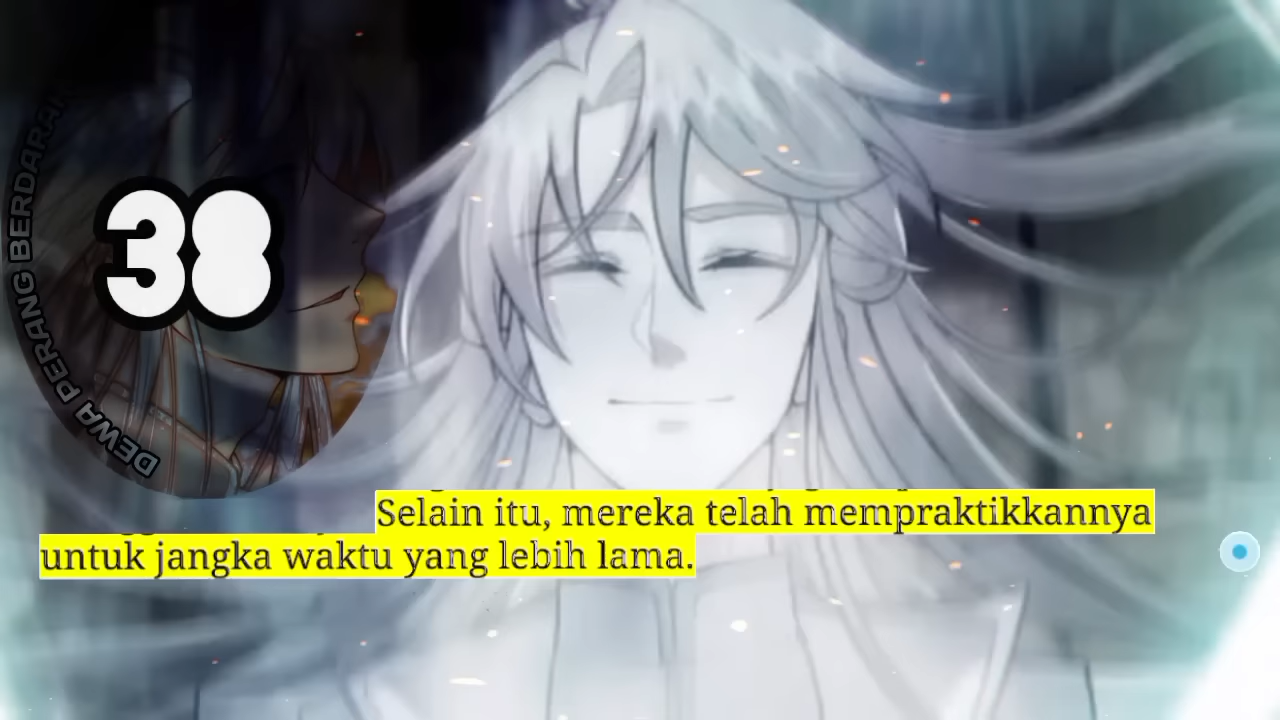 DEWA PERANG BERDARAH
38
Selain itu, mereka telah mempraktikkannya
untuk jangka waktu yang lebih lama.